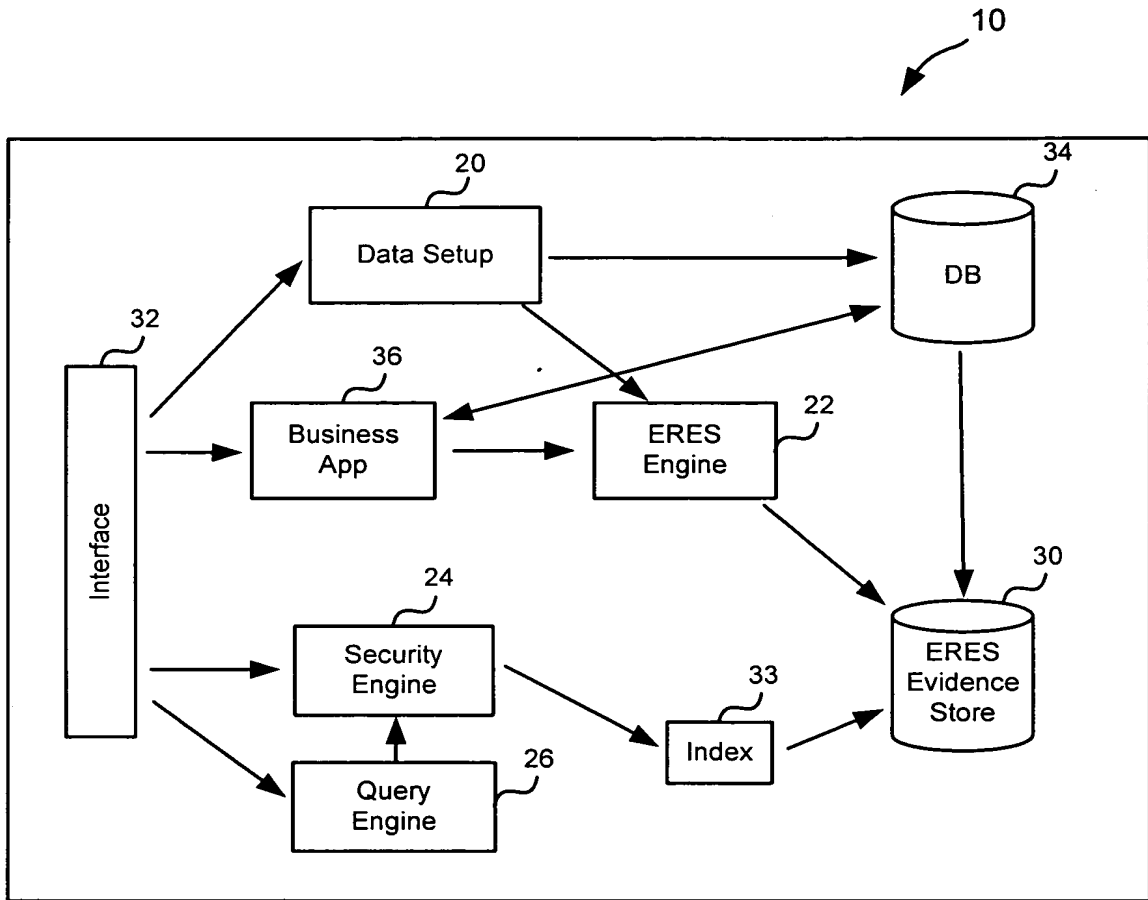 10
20
34
Data Setup
DB
32
36
22
Business
App
ERES
Engine
Interface
24
30
Security
Engine
33
ERES
Evidence
Store
Index
26
Query
Engine